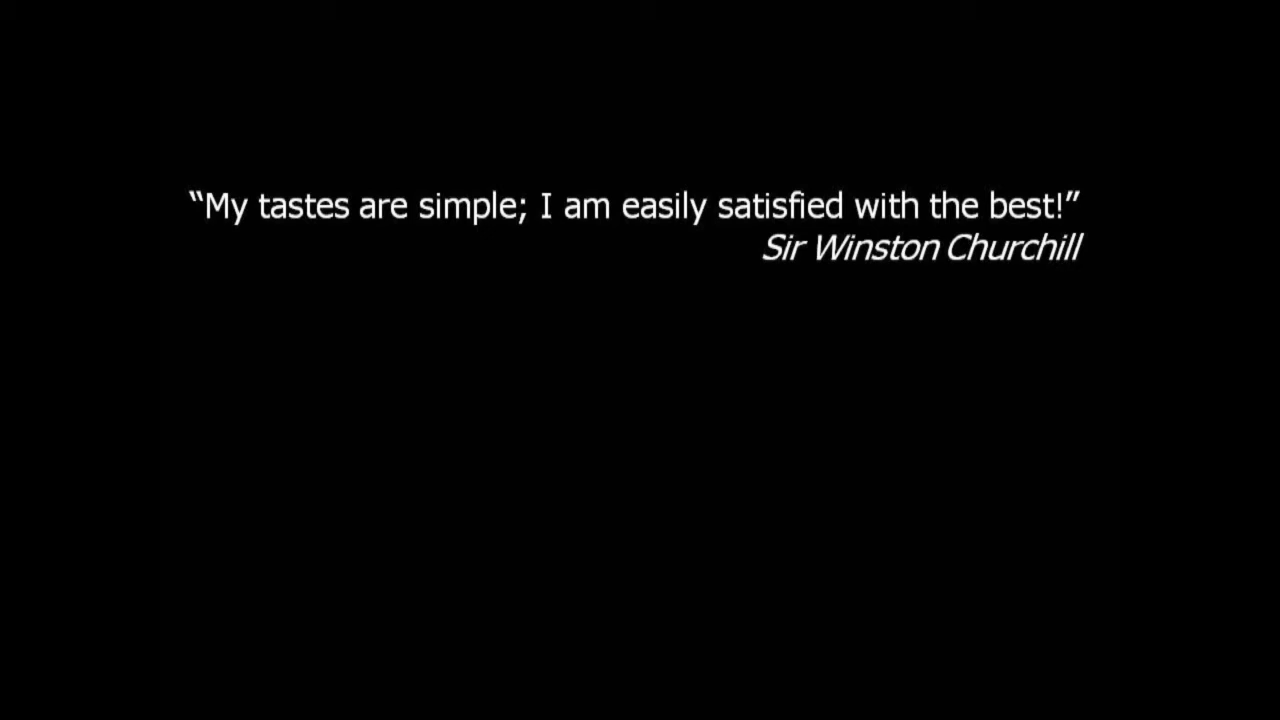 “My tastes are simple; I am easily satisfied with the best!”
Sir Winston Churchill